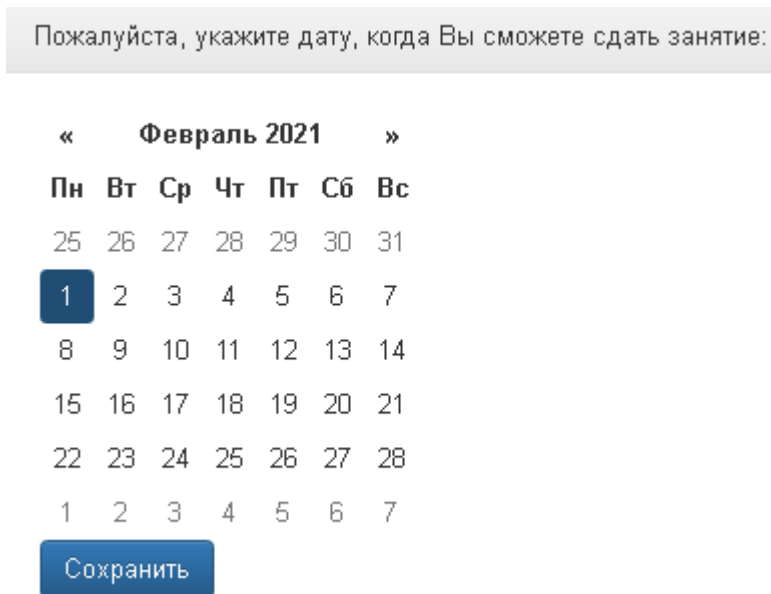 Пожалуйста, укажите дату, когда Вы сможете сдать занятие:
« Февраль 2021 »
Пн Вт Ср Чт Пт Сб Вс
25 26 27 28 29 30 31
1 2 3 4 5 6 7
8 9 10 11 12 13 14
15 16 17 18 19 20 21
22 23 24 25 26 27 28
1 2 3 4 5 6 7
Сохранить